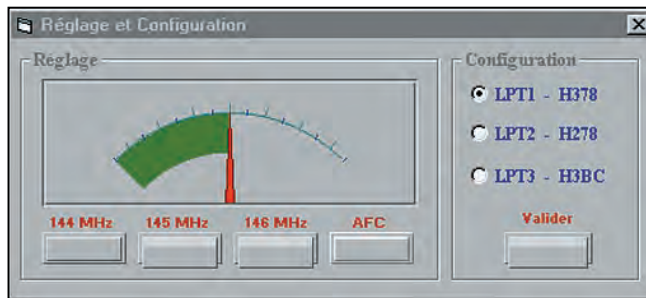 Réglage et Configuration
Réglage
144 MHz 145 MHz 146 MHz AFC
Configuration
LPT1 - H378
LPT2 - H278
LPT3 - H3BC
Valider